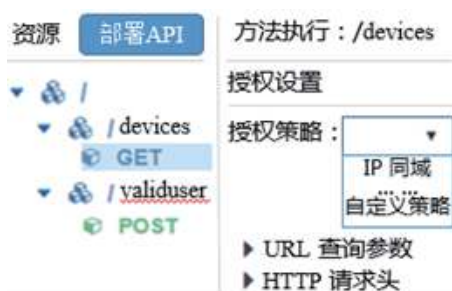 资源 部署API
/
/ devices
GET
/ validuser
POST
方法执行：/devices
授权设置
授权策略：
IP 同域
... ...
自定义策略
URL 查询参数
HTTP 请求头